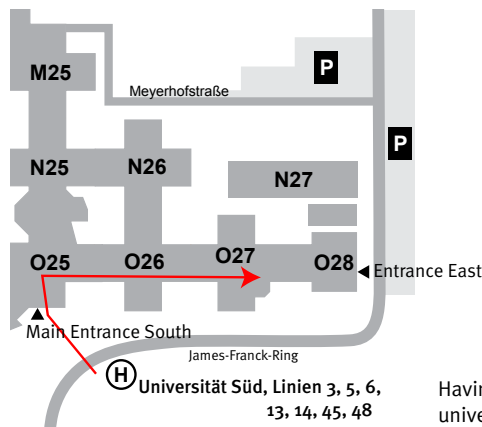 M25
P
Meyerhofstraße
P
N25
N26
N27
O25
O26
O27
O28
Entrance East
Main Entrance South
James-Franck-Ring
H
Universität Süd, Linien 3, 5, 6,
13, 14, 45, 48